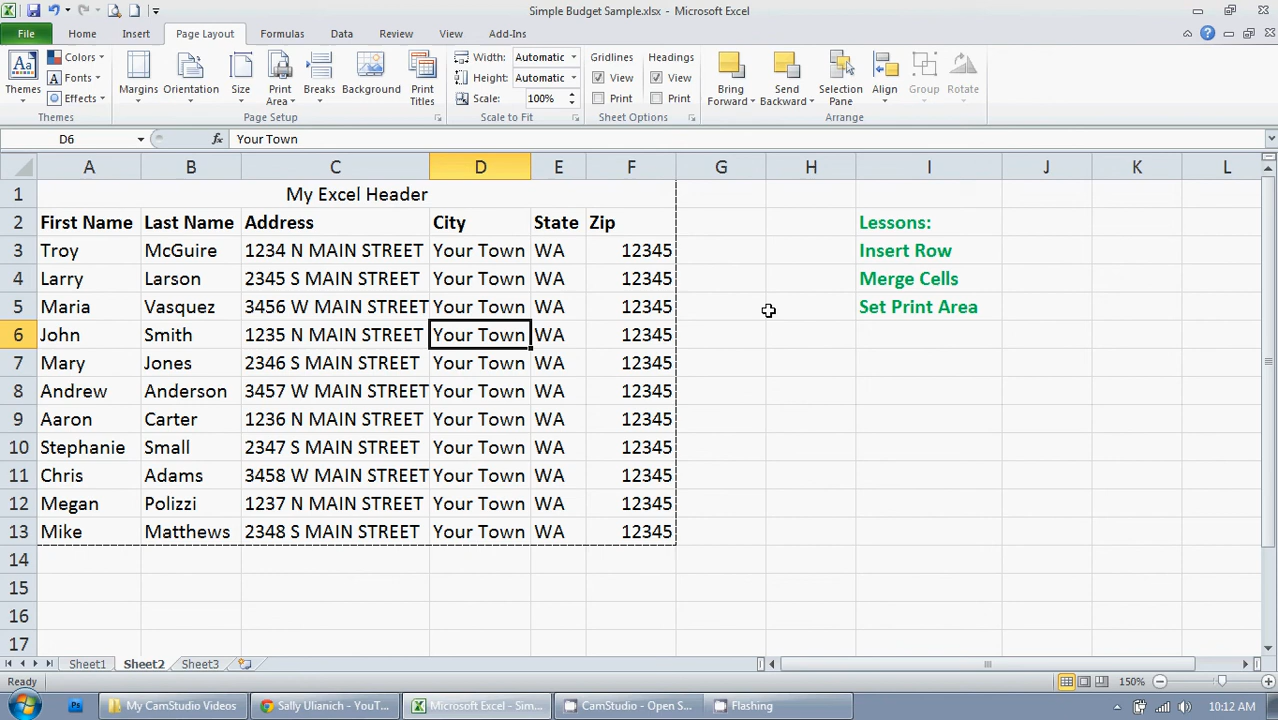 Simple Budget Sample.xlsx - Microsoft Excel
File Home Insert Page Layout Formulas Data Review View Add-Ins
Colors Width: Automatic Gridlines Headings
Aa Fonts Height: Automatic View View
Themes Effects Margins Orientation Size Print Area Breaks Background Print Titles Scale: 100% Print Print Bring Forward Send Backward Selection Pane Align Group Rotate
Themes Page Setup Scale to Fit Sheet Options Arrange
D6 fx Your Town
A B C D E F G H I J K L
1 My Excel Header
2 First Name Last Name Address City State Zip Lessons:
3 Troy McGuire 1234 N MAIN STREET Your Town WA 12345 Insert Row
4 Larry Larson 2345 S MAIN STREET Your Town WA 12345 Merge Cells
5 Maria Vasquez 3456 W MAIN STREET Your Town WA 12345 Set Print Area
6 John Smith 1235 N MAIN STREET Your Town WA 12345
7 Mary Jones 2346 S MAIN STREET Your Town WA 12345
8 Andrew Anderson 3457 W MAIN STREET Your Town WA 12345
9 Aaron Carter 1236 N MAIN STREET Your Town WA 12345
10 Stephanie Small 2347 S MAIN STREET Your Town WA 12345
11 Chris Adams 3458 W MAIN STREET Your Town WA 12345
12 Megan Polizzi 1237 N MAIN STREET Your Town WA 12345
13 Mike Matthews 2348 S MAIN STREET Your Town WA 12345
14
15
16
17
Sheet1 Sheet2 Sheet3
Ready 150%
Ps My CamStudio Videos Sally Ulianich - YouT... Microsoft Excel - Sim... CamStudio - Open S... Flashing 10:12 AM